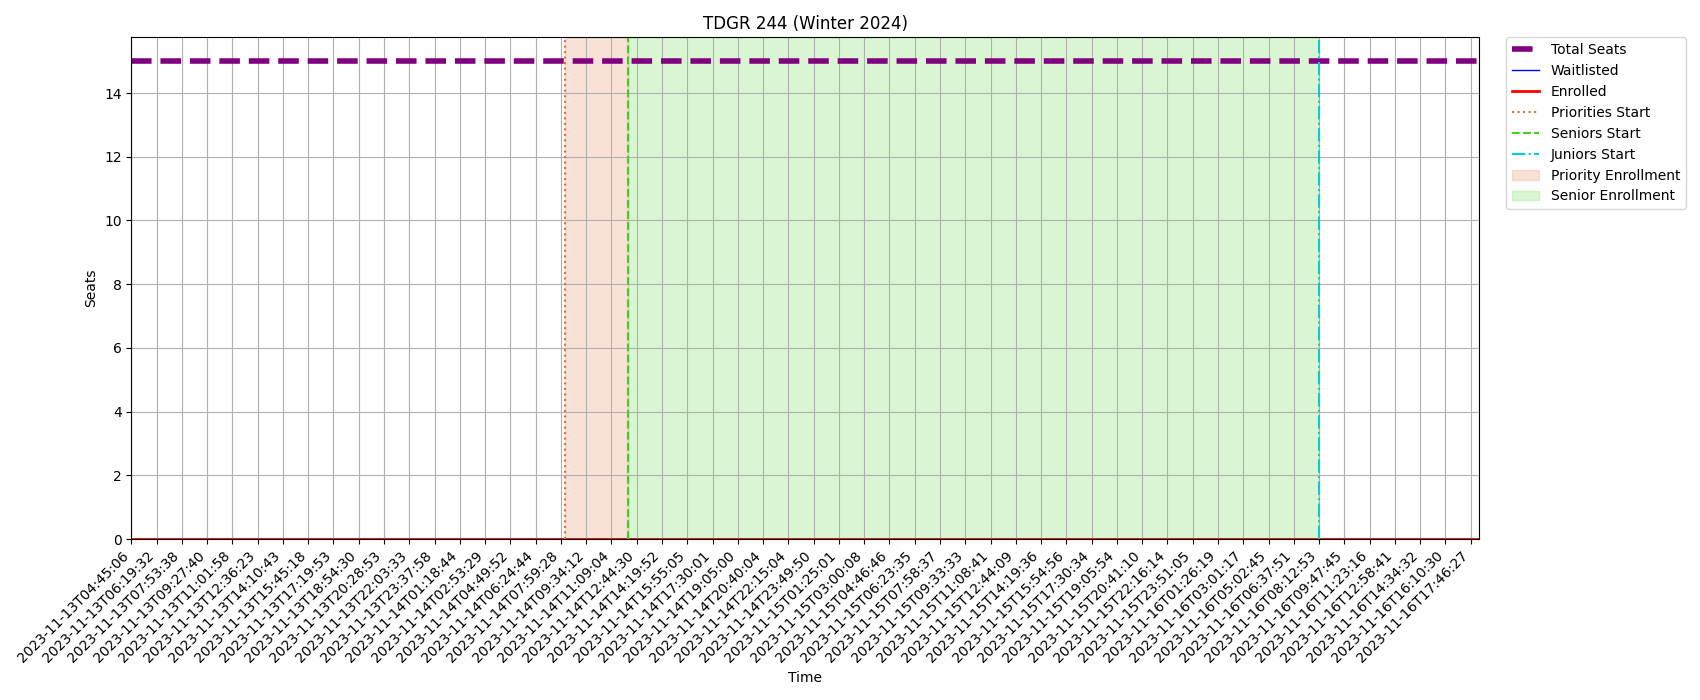 TDGR 244 (Winter 2024)
Total Seats
Waitlisted
Enrolled
Priorities Start
Seniors Start
Juniors Start
Priority Enrollment
Senior Enrollment
Seats
14
12
10
8
6
4
2
0
2023-11-13T04:45:06
2023-11-13T06:19:32
2023-11-13T07:53:38
2023-11-13T09:27:40
2023-11-13T11:01:58
2023-11-13T12:36:23
2023-11-13T14:10:43
2023-11-13T15:45:18
2023-11-13T17:19:53
2023-11-13T18:54:30
2023-11-13T20:28:53
2023-11-13T22:03:33
2023-11-13T23:37:58
2023-11-14T01:18:44
2023-11-14T02:53:29
2023-11-14T04:49:52
2023-11-14T06:24:44
2023-11-14T07:59:28
2023-11-14T09:34:12
2023-11-14T11:09:04
2023-11-14T12:44:30
2023-11-14T14:19:52
2023-11-14T15:55:05
2023-11-14T17:30:01
2023-11-14T19:05:00
2023-11-14T20:40:04
2023-11-14T22:15:04
2023-11-14T23:49:50
2023-11-15T01:25:01
2023-11-15T03:00:08
2023-11-15T04:46:46
2023-11-15T06:23:35
2023-11-15T07:58:37
2023-11-15T09:33:33
2023-11-15T11:08:41
2023-11-15T12:44:09
2023-11-15T14:19:36
2023-11-15T15:54:56
2023-11-15T17:30:34
2023-11-15T19:05:54
2023-11-15T20:41:10
2023-11-15T22:16:14
2023-11-15T23:51:05
2023-11-16T01:26:19
2023-11-16T03:01:17
2023-11-16T05:02:45
2023-11-16T06:37:51
2023-11-16T08:12:53
2023-11-16T09:47:45
2023-11-16T11:23:16
2023-11-16T12:58:41
2023-11-16T14:34:32
2023-11-16T16:10:30
2023-11-16T17:46:27
Time